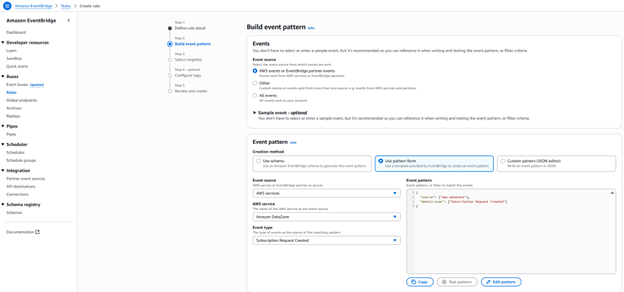 Amazon EventBridge > Rules > Create rule
Amazon EventBridge
Dashboard
Developer resources
Learn
Sandbox
Quick starts
Buses
Event buses Updated
Rules
Global endpoints
Archives
Replays
Pipes
Pipes
Scheduler
Schedules
Schedule groups
Integration
Partner event sources
API destinations
Connections
Schema registry
Schemas
Documentation
Step 1
Define rule detail
Step 2
Build event pattern
Step 3
Select target(s)
Step 4 - optional
Configure tags
Step 5
Review and create
Build event pattern Info
Events
You don't have to select or enter a sample event, but it's recommended so you can reference it when writing and testing the event pattern, or filter criteria.
Event source
Select the event source from which events are sent.
AWS events or EventBridge partner events
Events sent from AWS services or EventBridge partners.
Other
Custom events or events sent from more than one source, e.g. events from AWS services and partners.
All events
All events sent to your account.
Sample event - optional
You don't have to select or enter a sample event, but it's recommended so you can reference it when writing and testing the event pattern, or filter criteria.
Event pattern Info
Creation method
Use schema
Use an Amazon EventBridge schema to generate the event pattern.
Use pattern form
Use a template provided by EventBridge to create an event pattern.
Custom pattern (JSON editor)
Write an event pattern in JSON.
Event source
AWS service or EventBridge partner as source
AWS services
AWS service
The name of the AWS service as the event source
Amazon DataZone
Event type
The type of events as the source of the matching pattern
Subscription Request Created
Event pattern
Event pattern, or filter to match the events
1 {
2 "source": ["aws.datazone"],
3 "detail-type": ["Subscription Request Created"]
4 }
Copy
Test pattern
Edit pattern